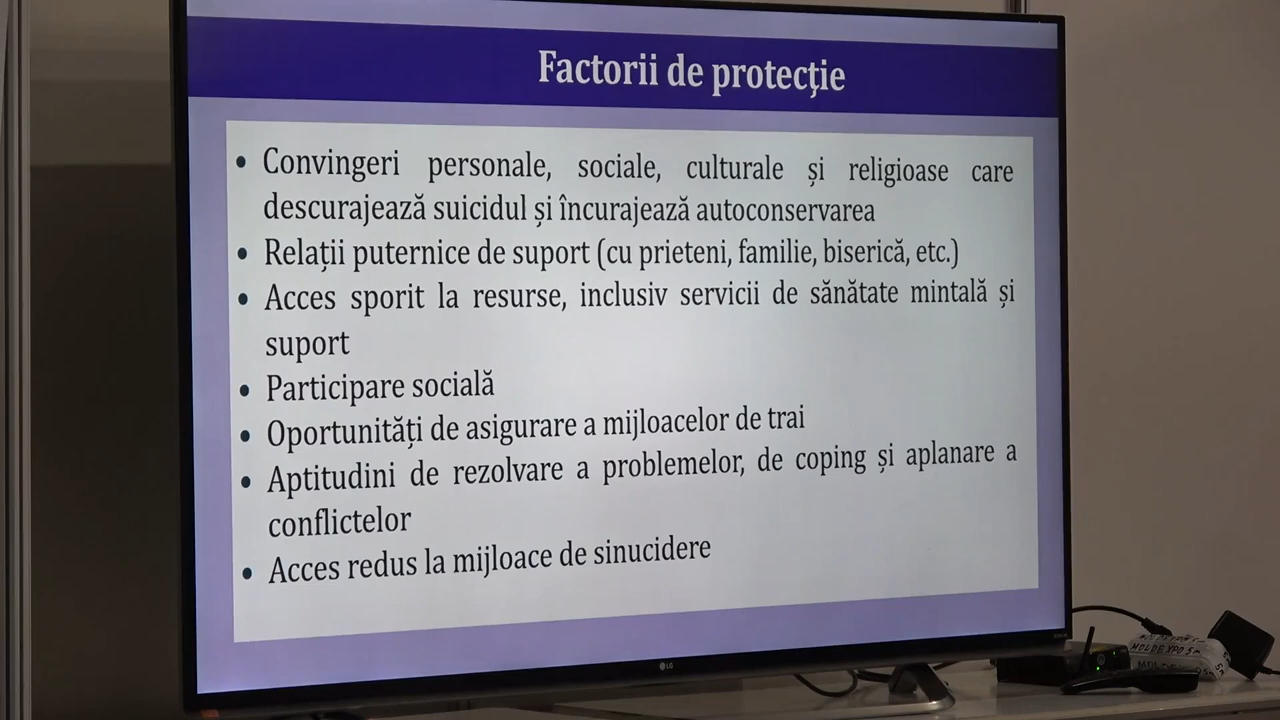 Factorii de protecție
• Convingeri personale, sociale, culturale și religioase care
descurajează suicidul și încurajează autoconservarea
• Relații puternice de suport (cu prieteni, familie, biserică, etc.)
• Acces sporit la resurse, inclusiv servicii de sănătate mintală și
suport
• Participare socială
• Oportunități de asigurare a mijloacelor de trai
• Aptitudini de rezolvare a problemelor, de coping și aplanare a
conflictelor
• Acces redus la mijloace de sinucidere
LG
MOLDEXPO 5m